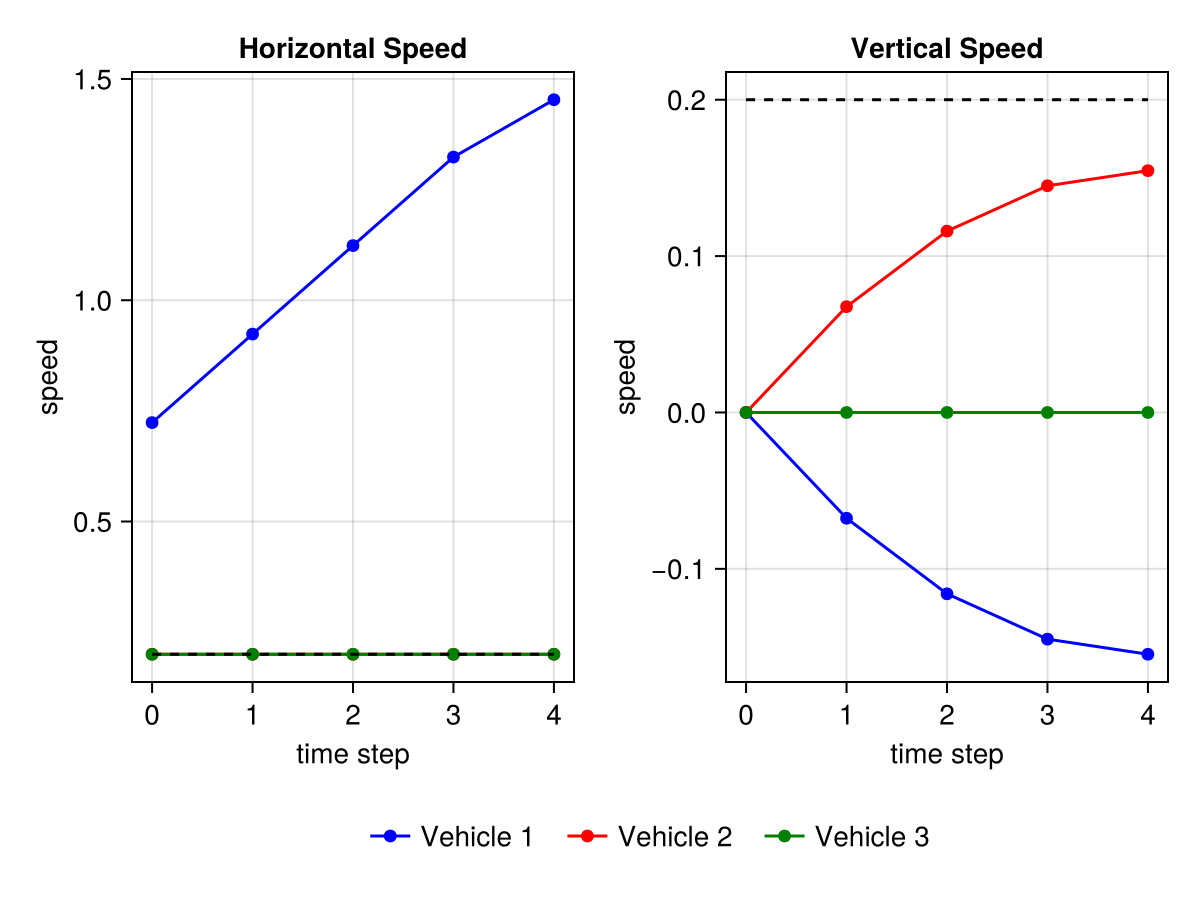 Horizontal Speed
1.5
1.0
0.5
speed
0 1 2 3 4
time step
Vertical Speed
0.2
0.1
0.0
−0.1
speed
0 1 2 3 4
time step
Vehicle 1 Vehicle 2 Vehicle 3